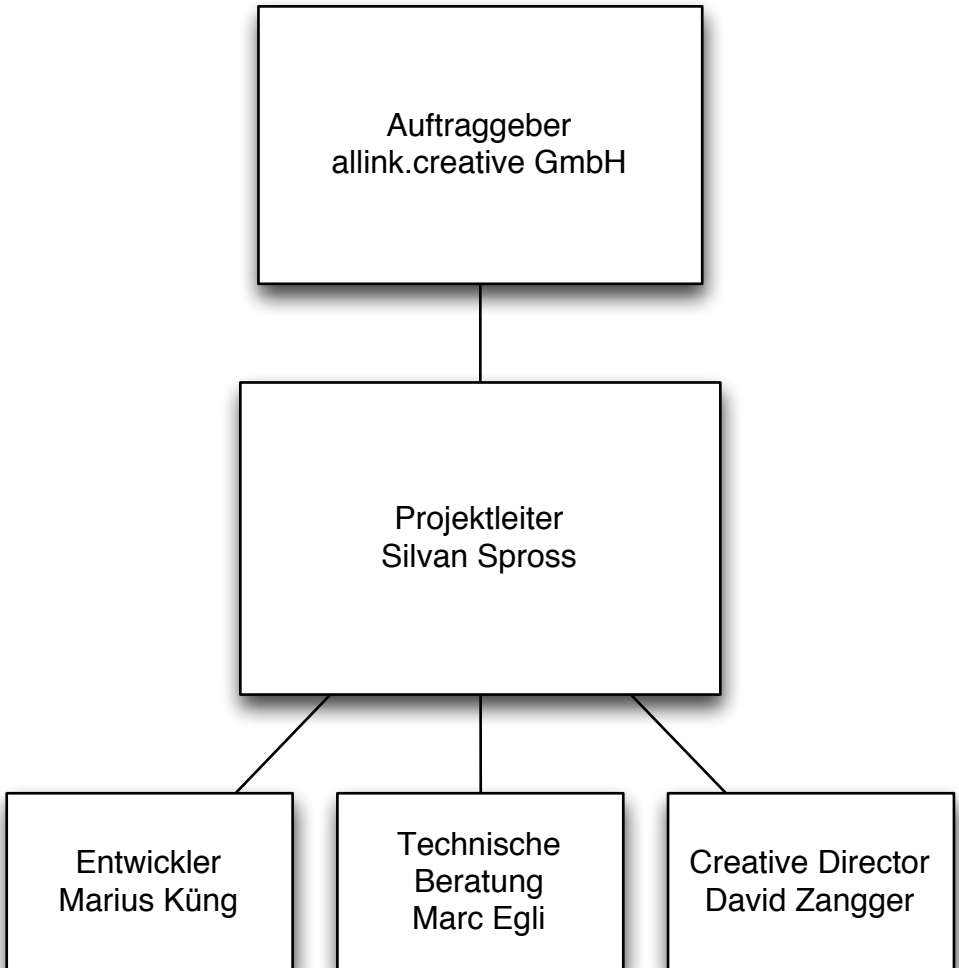 Auftraggeber
allink.creative GmbH
Projektleiter
Silvan Spross
Entwickler
Marius Küng
Technische
Beratung
Marc Egli
Creative Director
David Zangger